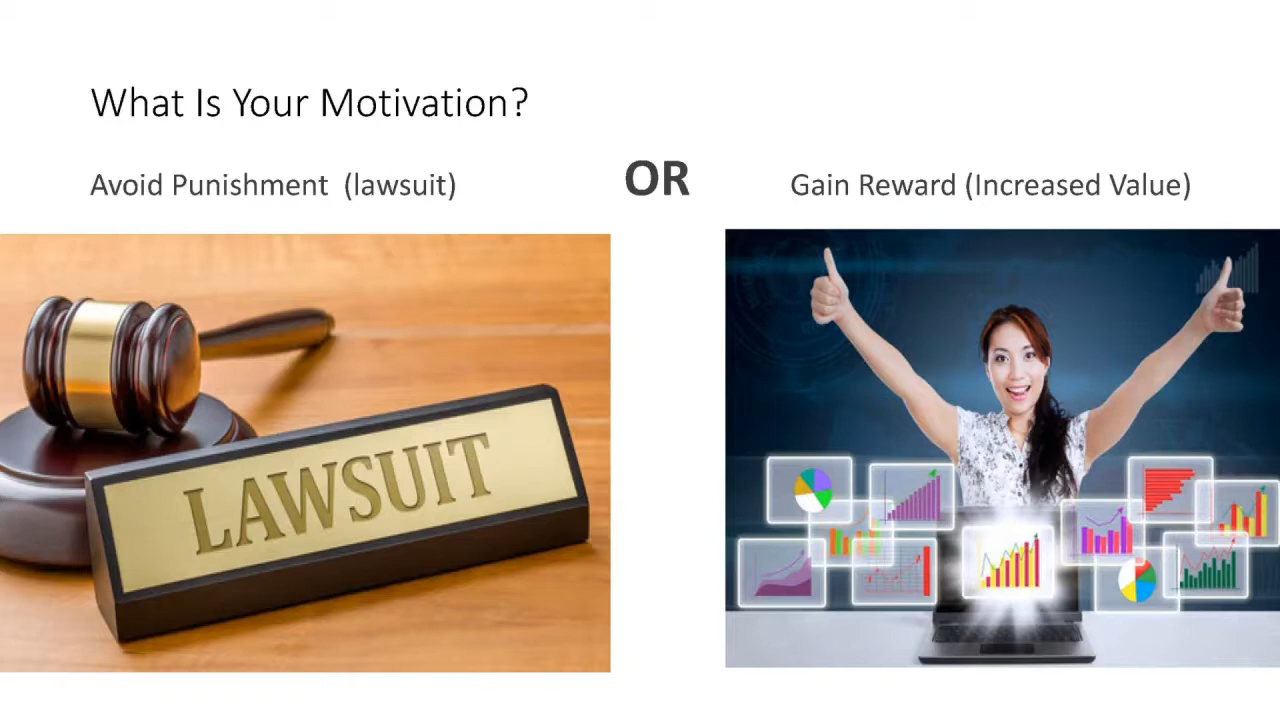 What Is Your Motivation?
Avoid Punishment (lawsuit)
OR
Gain Reward (Increased Value)
LAWSUIT